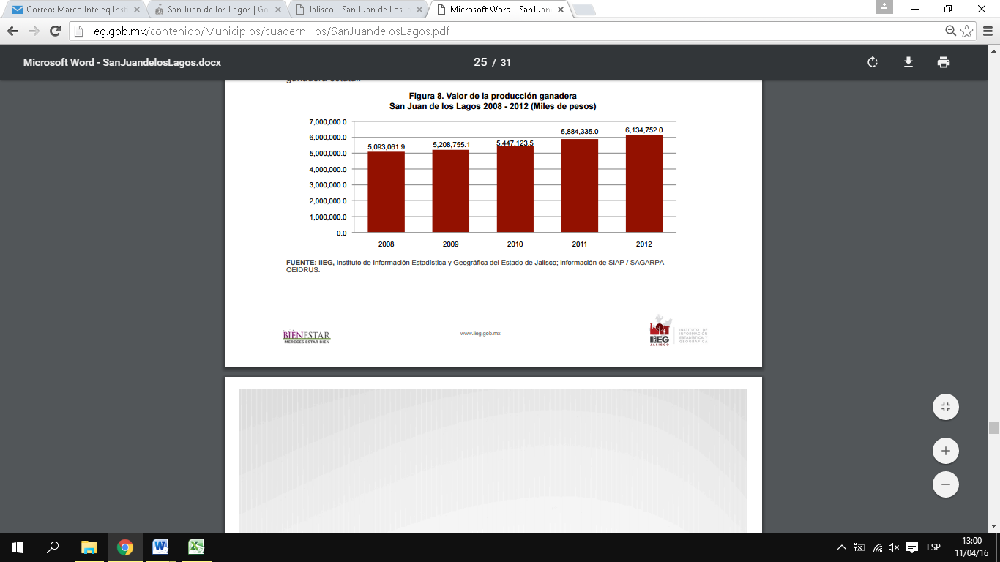 Correo: Marco Inteleq Inst
San Juan de los Lagos | Go
Jalisco - San Juan de Los l
Microsoft Word - SanJuan
iieg.gob.mx/contenido/Municipios/cuadernillos/SanJuandelosLagos.pdf
Microsoft Word - SanJuandelosLagos.docx
25 / 31
ganadera estatal.
Figura 8. Valor de la producción ganadera
San Juan de los Lagos 2008 - 2012 (Miles de pesos)
7,000,000.0
6,000,000.0
5,000,000.0
4,000,000.0
3,000,000.0
2,000,000.0
1,000,000.0
0.0
5,093,061.9
5,208,755.1
5,447,123.5
5,884,335.0
6,134,752.0
2008
2009
2010
2011
2012
FUENTE: IIEG, Instituto de Información Estadística y Geográfica del Estado de Jalisco; información de SIAP / SAGARPA -
OEIDRUS.
BIENESTAR
MERECES ESTAR BIEN
www.iieg.gob.mx
IIEG
JALISCO
INSTITUTO DE
INFORMACIÓN
ESTADÍSTICA Y
GEOGRÁFICA
ESP
13:00
11/04/16